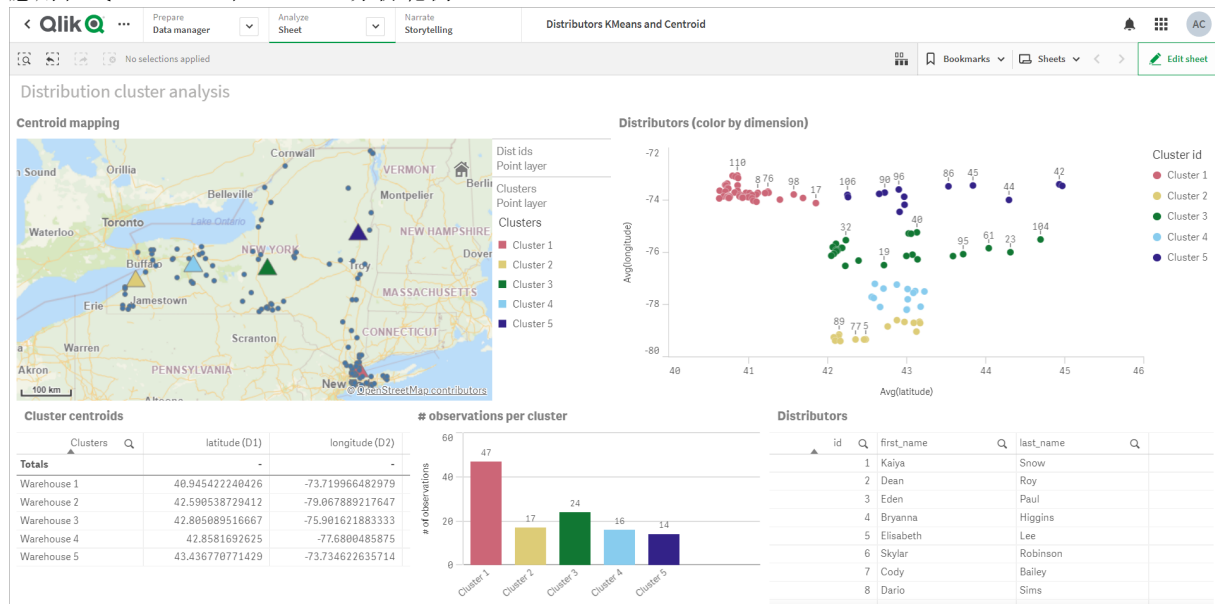 Qlik
Prepare
Data manager
Analyze
Sheet
Narrate
Storytelling
Distributors KMeans and Centroid
AC
No selections applied
Bookmarks
Sheets
Edit sheet
Distribution cluster analysis
Centroid mapping
n Sound
Orillia
Cornwall
VERMONT
Berlin
Belleville
Montpelier
Toronto
Lake Ontario
Waterloo
NEW YORK
NEW HAMPSHIRE
Dover
Buffalo
Troy
Erie
Jamestown
MASSACHUSETTS
Scranton
CONNECTICUT
a
Warren
Akron
PENNSYLVANIA
New
100 km
© OpenStreetMap contributors
Dist ids
Point layer
Clusters
Point layer
Clusters
Cluster 1
Cluster 2
Cluster 3
Cluster 4
Cluster 5
Distributors (color by dimension)
Avg(longitude)
-72
-74
-76
-78
-80
110
8 76
98
17
106
90 96
86
45
44
42
32
40
19
95
61
23
104
89
77 5
40
41
42
43
44
45
46
Avg(latitude)
Cluster id
Cluster 1
Cluster 2
Cluster 3
Cluster 4
Cluster 5
Cluster centroids
Clusters latitude (D1) longitude (D2)
Totals - -
Warehouse 1 40.945422240426 -73.719966482979
Warehouse 2 42.590538729412 -79.067889217647
Warehouse 3 42.805089516667 -75.901621883333
Warehouse 4 42.8581692625 -77.6800485875
Warehouse 5 43.436770771429 -73.734622635714
# observations per cluster
# of observations
60
40
20
0
47
17
24
16
14
Cluster 1
Cluster 2
Cluster 3
Cluster 4
Cluster 5
Distributors
id first_name last_name
1 Kaiya Snow
2 Dean Roy
3 Eden Paul
4 Bryanna Higgins
5 Elisabeth Lee
6 Skylar Robinson
7 Cody Bailey
8 Dario Sims